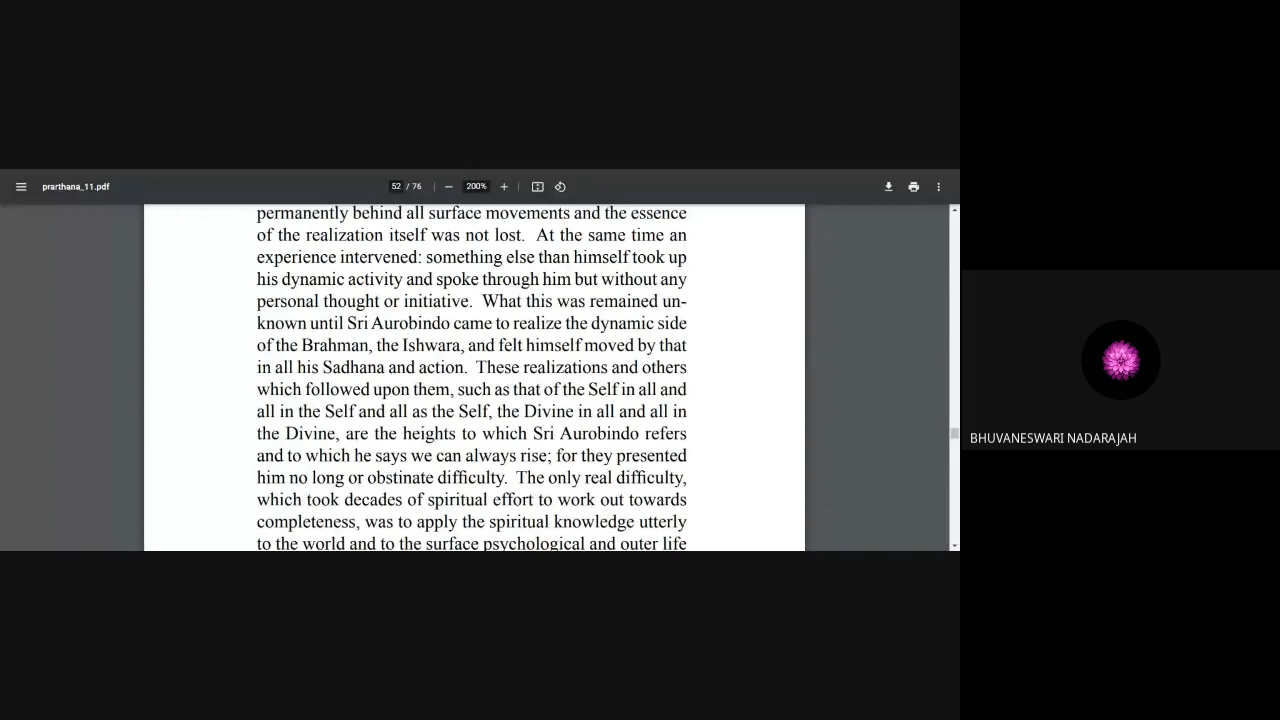 prarthana_11.pdf
52 / 76
200%
permanently behind all surface movements and the essence
of the realization itself was not lost. At the same time an
experience intervened: something else than himself took up
his dynamic activity and spoke through him but without any
personal thought or initiative. What this was remained un-
known until Sri Aurobindo came to realize the dynamic side
of the Brahman, the Ishwara, and felt himself moved by that
in all his Sadhana and action. These realizations and others
which followed upon them, such as that of the Self in all and
all in the Self and all as the Self, the Divine in all and all in
the Divine, are the heights to which Sri Aurobindo refers
and to which he says we can always rise; for they presented
him no long or obstinate difficulty. The only real difficulty,
which took decades of spiritual effort to work out towards
completeness, was to apply the spiritual knowledge utterly
to the world and to the surface psychological and outer life
BHUVANESWARI NADARAJAH